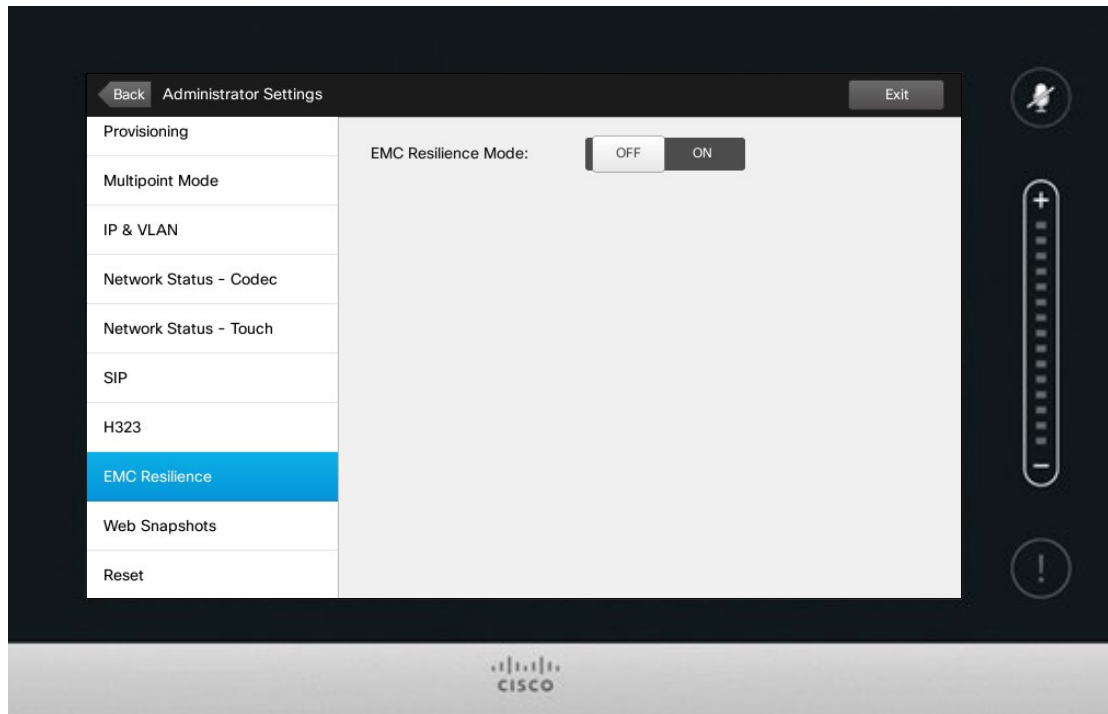 Back Administrator Settings Exit
Provisioning
Multipoint Mode
IP & VLAN
Network Status - Codec
Network Status - Touch
SIP
H323
EMC Resilience
Web Snapshots
Reset
EMC Resilience Mode: OFF ON
+
−
!
CISCO